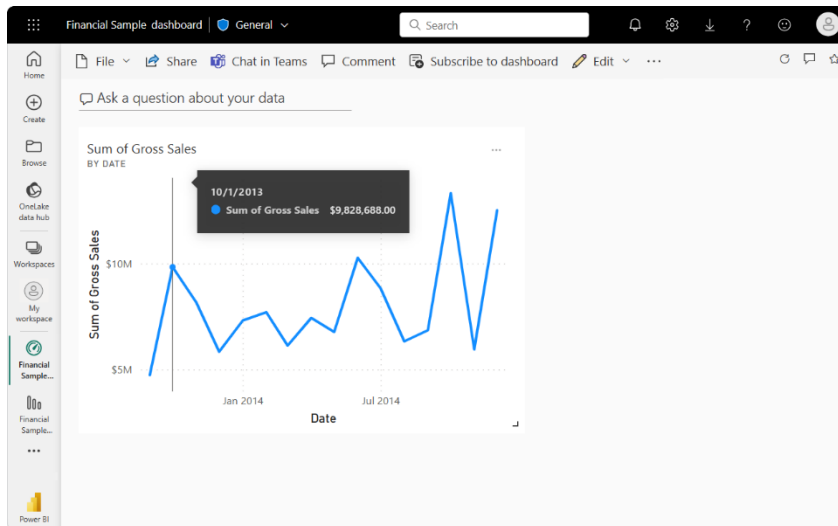 Financial Sample dashboard
General
Search
Home
Create
Browse
OneLake
data hub
Workspaces
My
workspace
Financial
Sample...
Financial
Sample...
Power BI
File
Share
Chat in Teams
Comment
Subscribe to dashboard
Edit
Ask a question about your data
Sum of Gross Sales
BY DATE
10/1/2013
Sum of Gross Sales $9,828,688.00
Sum of Gross Sales
$10M
$5M
Jan 2014
Jul 2014
Date